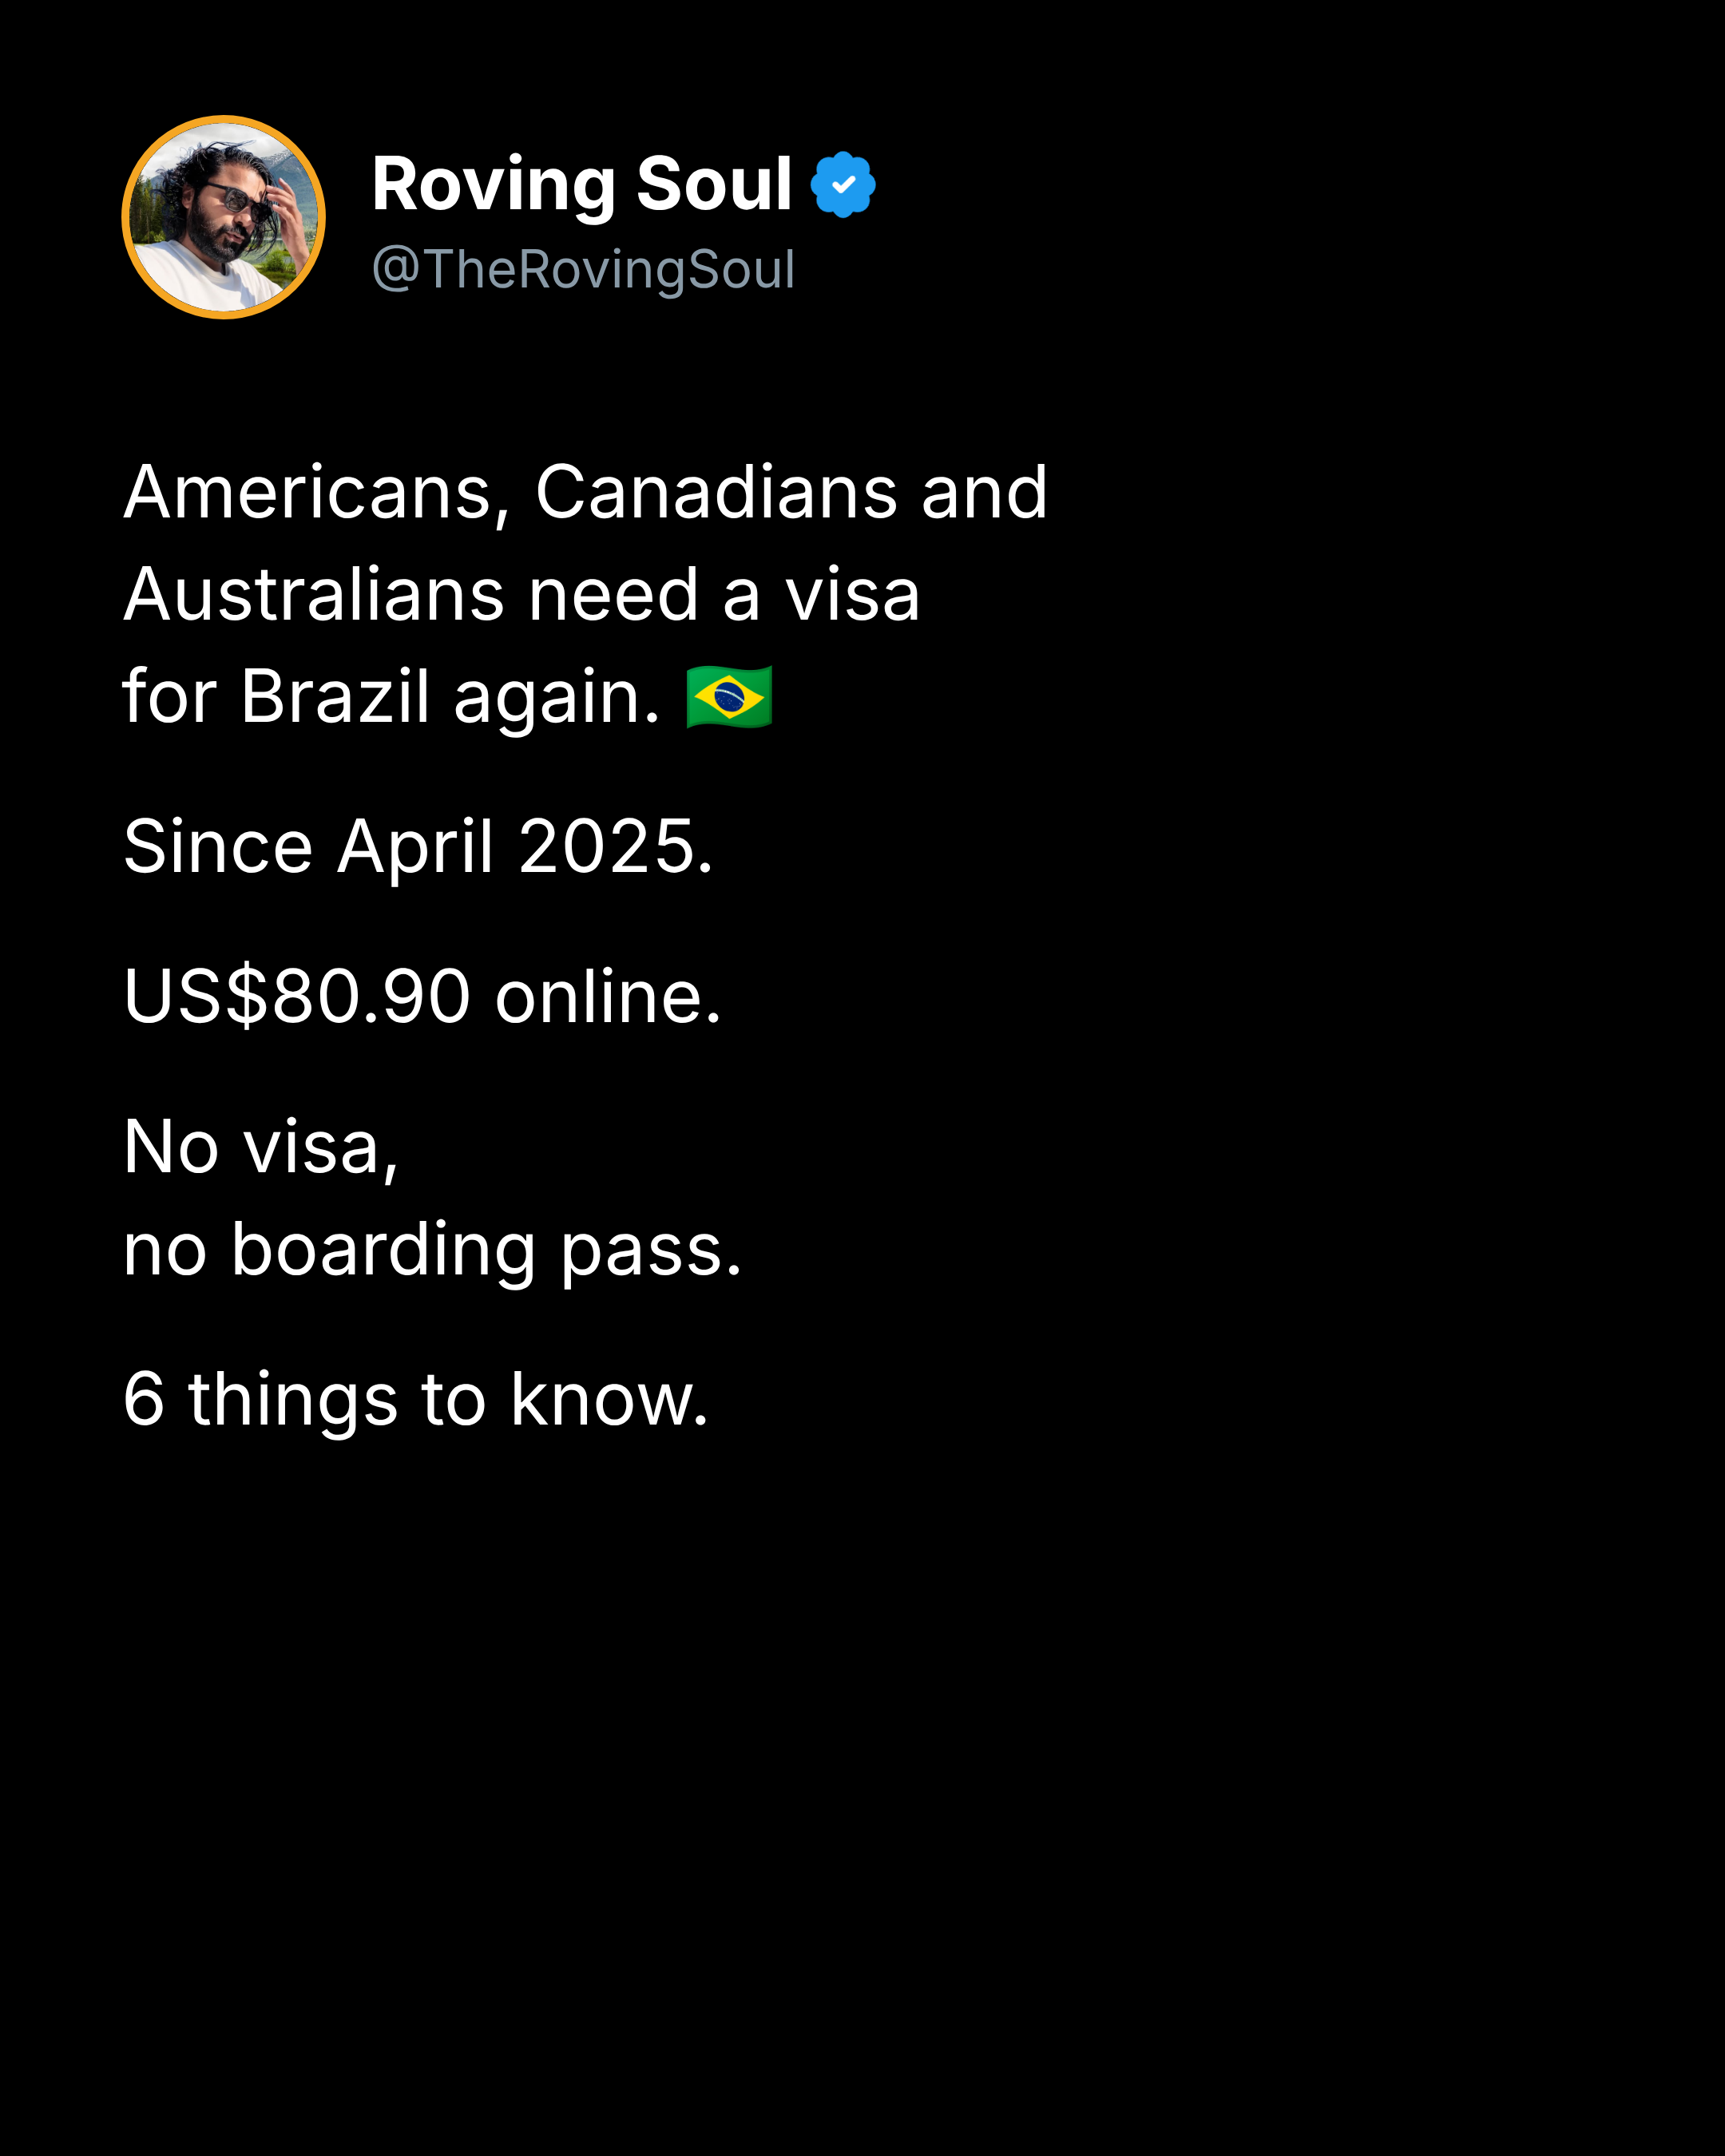 Roving Soul
@TheRovingSoul
Americans, Canadians and
Australians need a visa
for Brazil again. 🇧🇷
Since April 2025.
US$80.90 online.
No visa,
no boarding pass.
6 things to know.